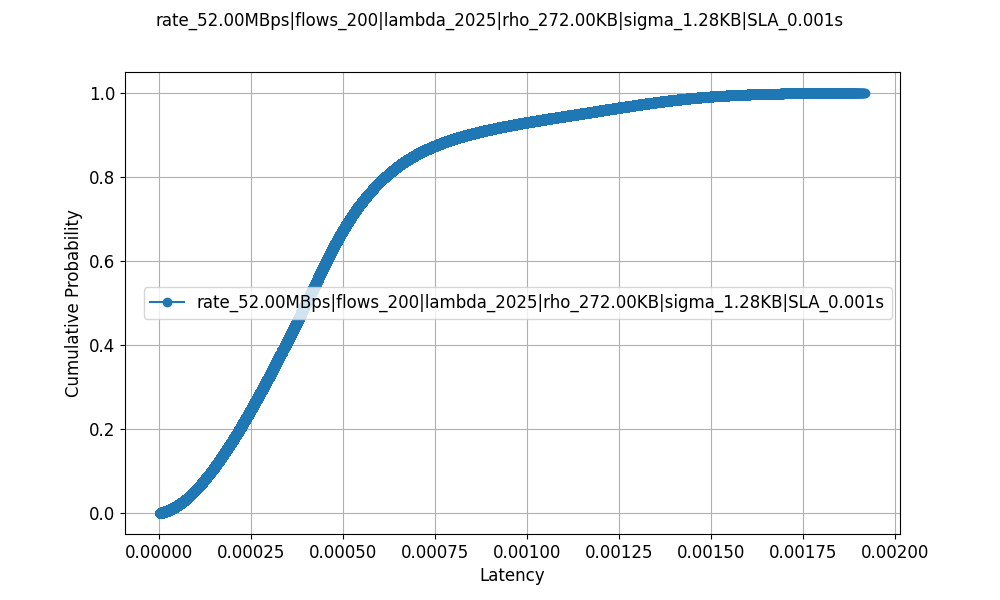 rate_52.00MBps|flows_200|lambda_2025|rho_272.00KB|sigma_1.28KB|SLA_0.001s
1.0
0.8
0.6
0.4
0.2
0.0
Cumulative Probability
rate_52.00MBps|flows_200|lambda_2025|rho_272.00KB|sigma_1.28KB|SLA_0.001s
0.00000 0.00025 0.00050 0.00075 0.00100 0.00125 0.00150 0.00175 0.00200
Latency